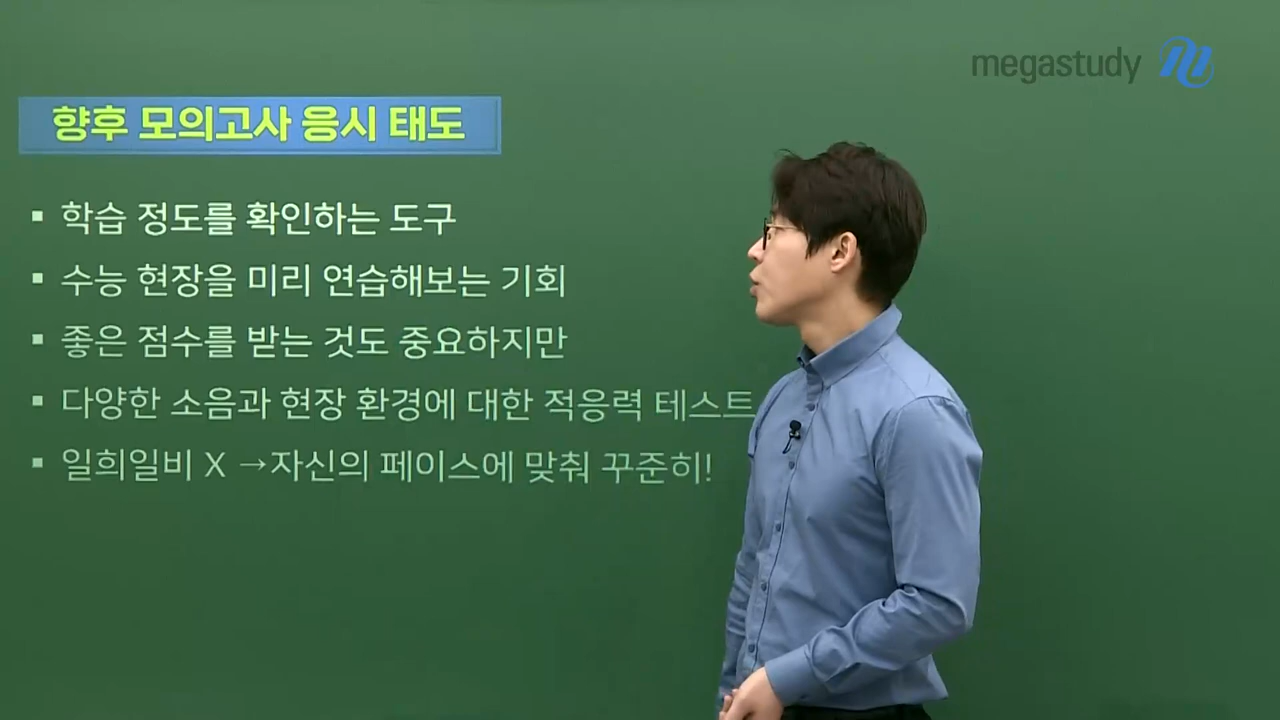 megastudy
향후 모의고사 응시 태도
▪ 학습 정도를 확인하는 도구
▪ 수능 현장을 미리 연습해보는 기회
▪ 좋은 점수를 받는 것도 중요하지만
▪ 다양한 소음과 현장 환경에 대한 적응력 테스트
▪ 일희일비 X →자신의 페이스에 맞춰 꾸준히!